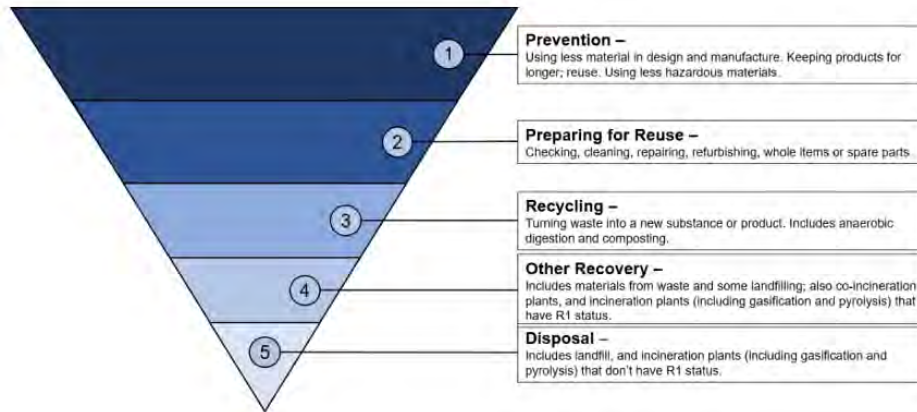 1
Prevention –
Using less material in design and manufacture. Keeping products for
longer; reuse. Using less hazardous materials.
2
Preparing for Reuse –
Checking, cleaning, repairing, refurbishing, whole items or spare parts.
3
Recycling –
Turning waste into a new substance or product. Includes anaerobic
digestion and composting.
4
Other Recovery –
Includes materials from waste and some landfilling; also co-incineration
plants, and incineration plants (including gasification and pyrolysis) that
have R1 status.
5
Disposal –
Includes landfill, and incineration plants (including gasification and
pyrolysis) that don't have R1 status.